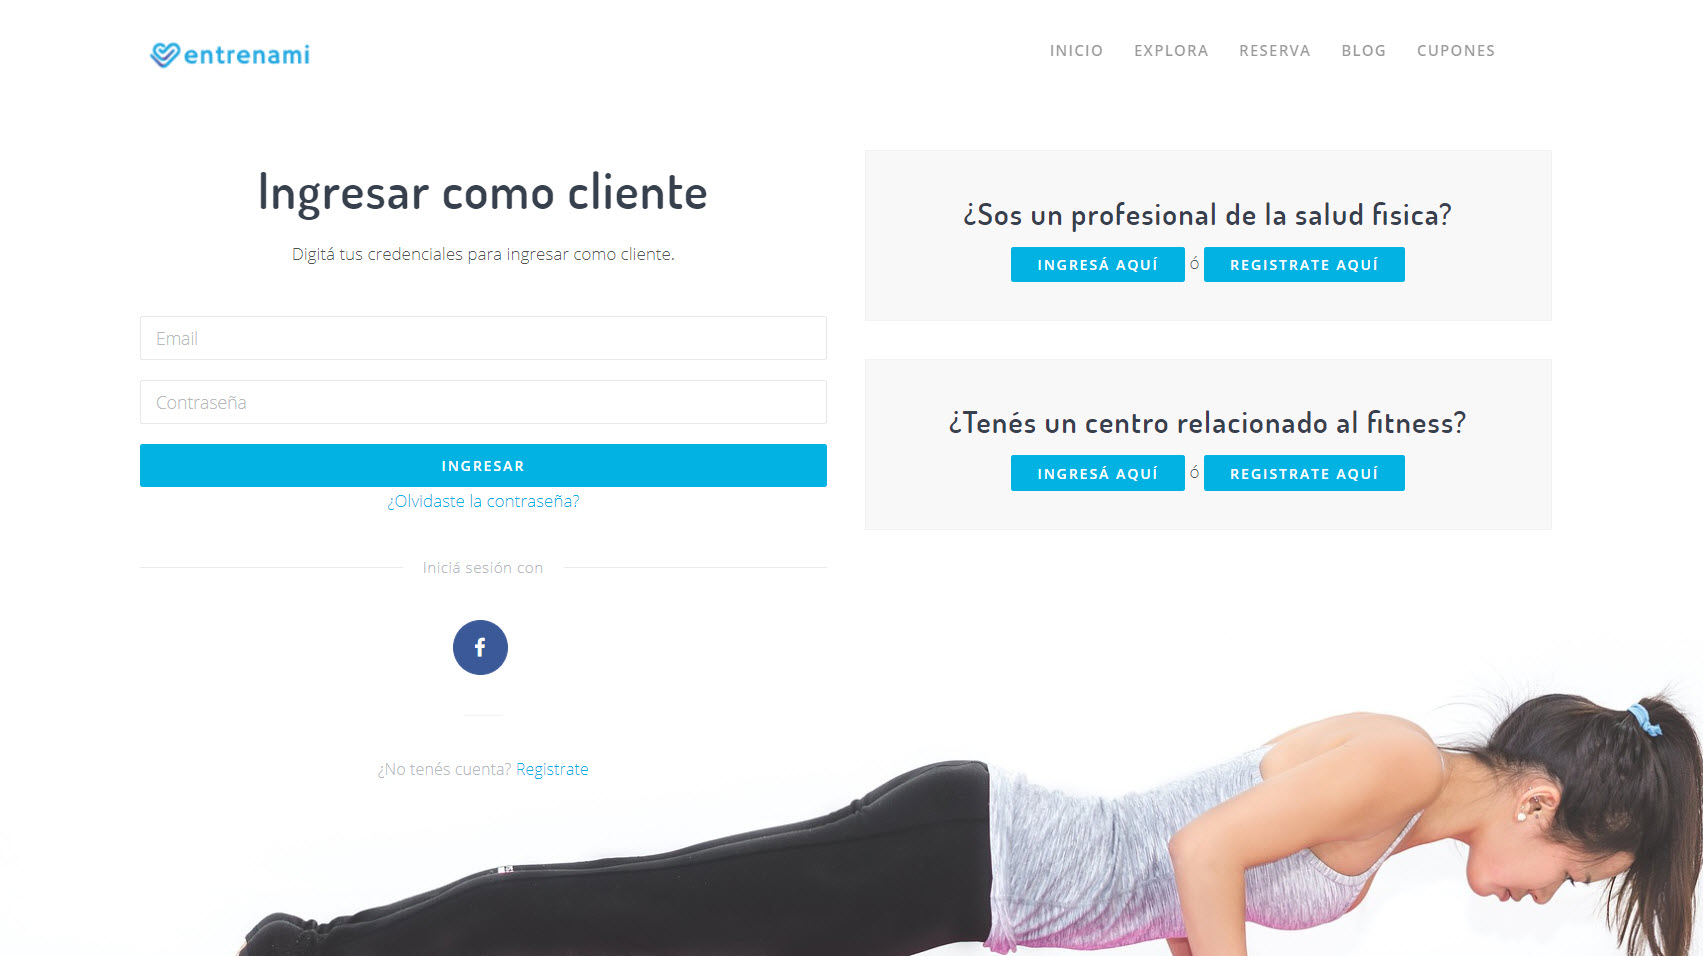 entrenami
INICIO EXPLORA RESERVA BLOG CUPONES
Ingresar como cliente
Digitá tus credenciales para ingresar como cliente.
Email
Contraseña
INGRESAR
¿Olvidaste la contraseña?
Iniciá sesión con
f
¿No tenés cuenta? Registrate
¿Sos un profesional de la salud fisica?
INGRESÁ AQUÍ ó REGISTRATE AQUÍ
¿Tenés un centro relacionado al fitness?
INGRESÁ AQUÍ ó REGISTRATE AQUÍ